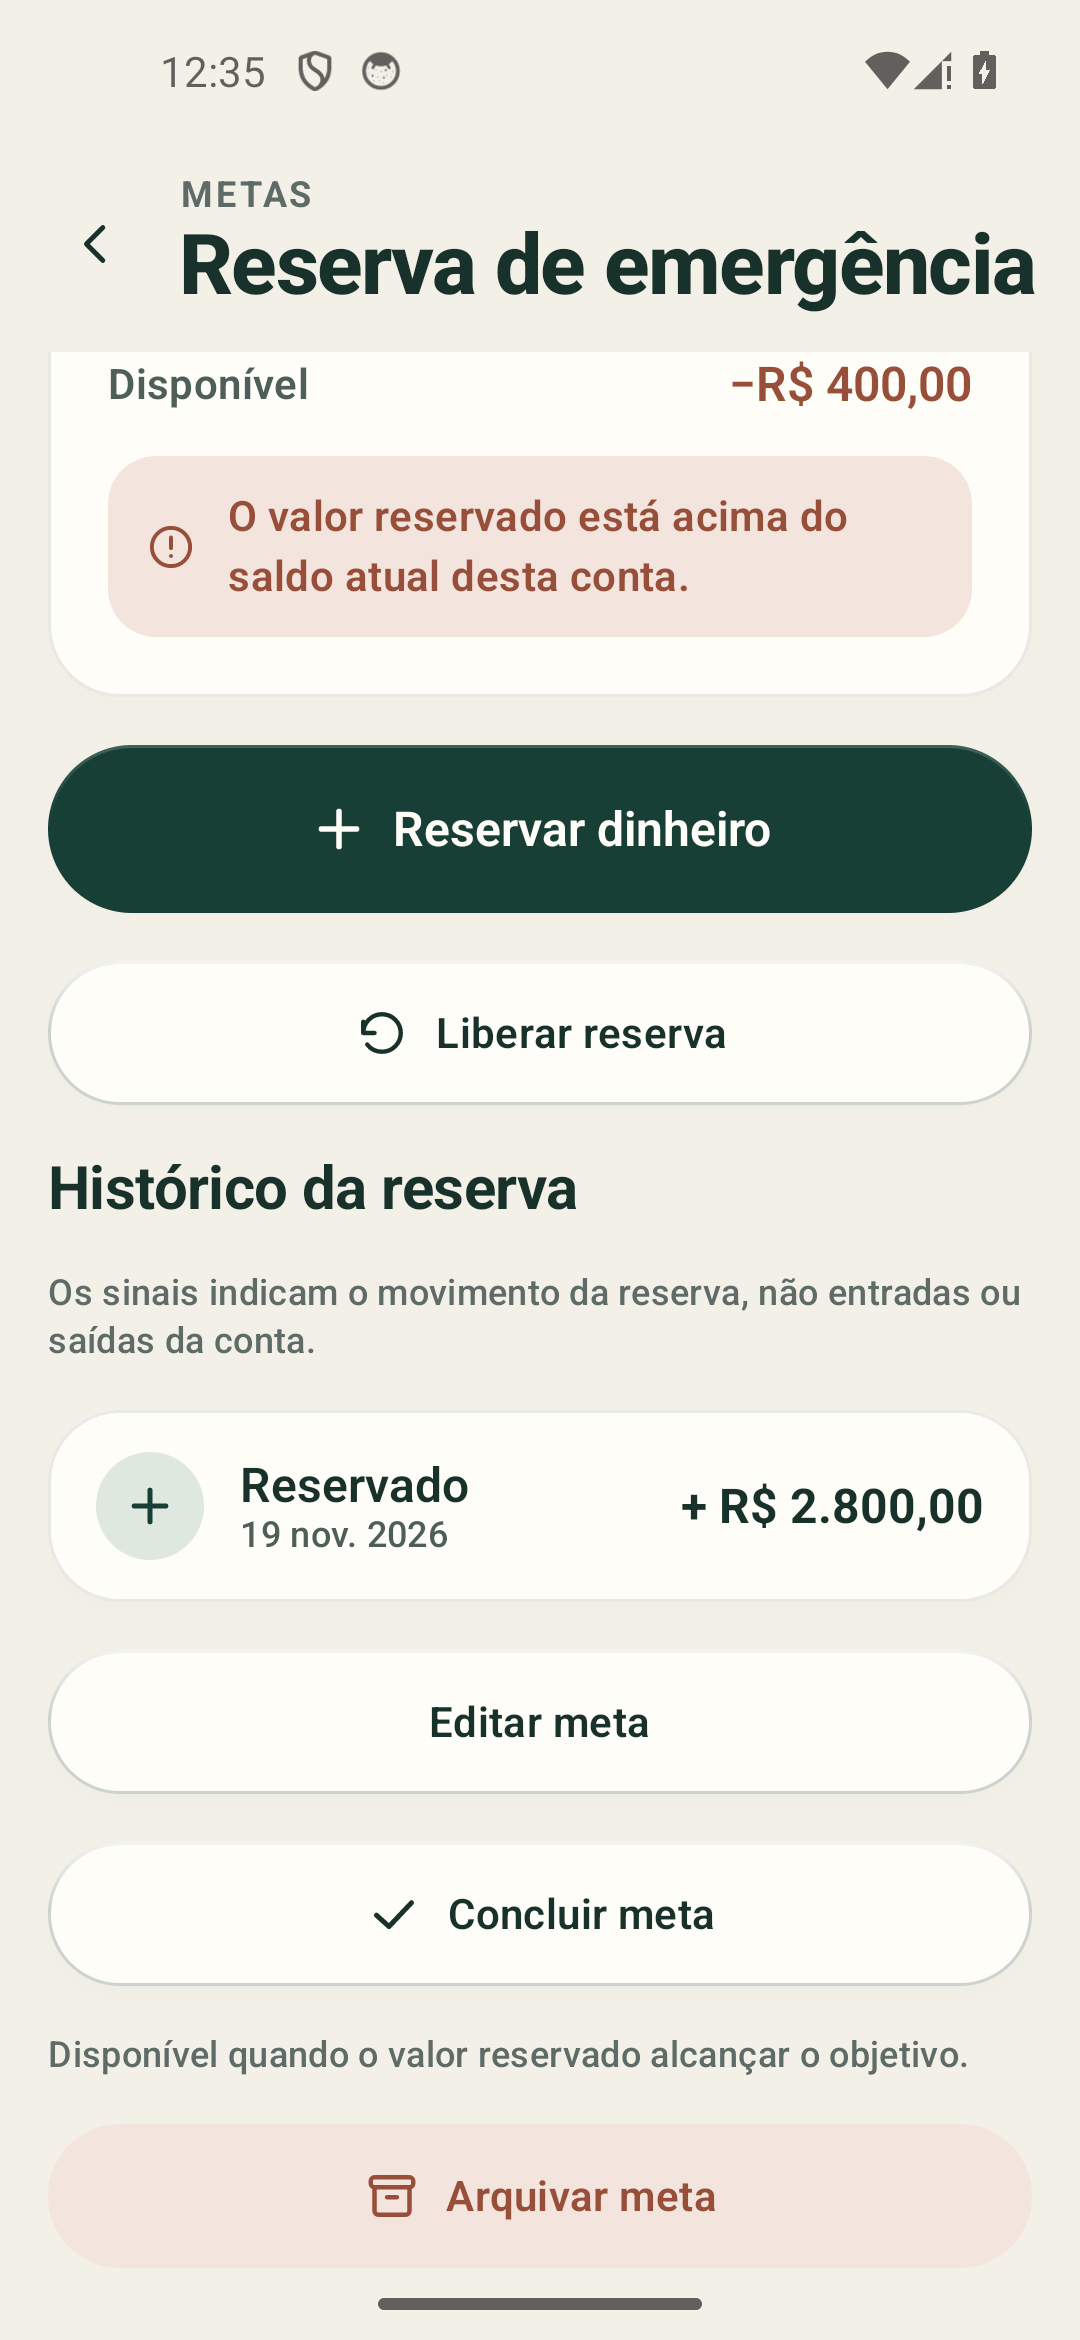 12:35
METAS
Reserva de emergência
Disponível
−R$ 400,00
O valor reservado está acima do
saldo atual desta conta.
Reservar dinheiro
Liberar reserva
Histórico da reserva
Os sinais indicam o movimento da reserva, não entradas ou
saídas da conta.
Reservado
19 nov. 2026
+ R$ 2.800,00
Editar meta
Concluir meta
Disponível quando o valor reservado alcançar o objetivo.
Arquivar meta